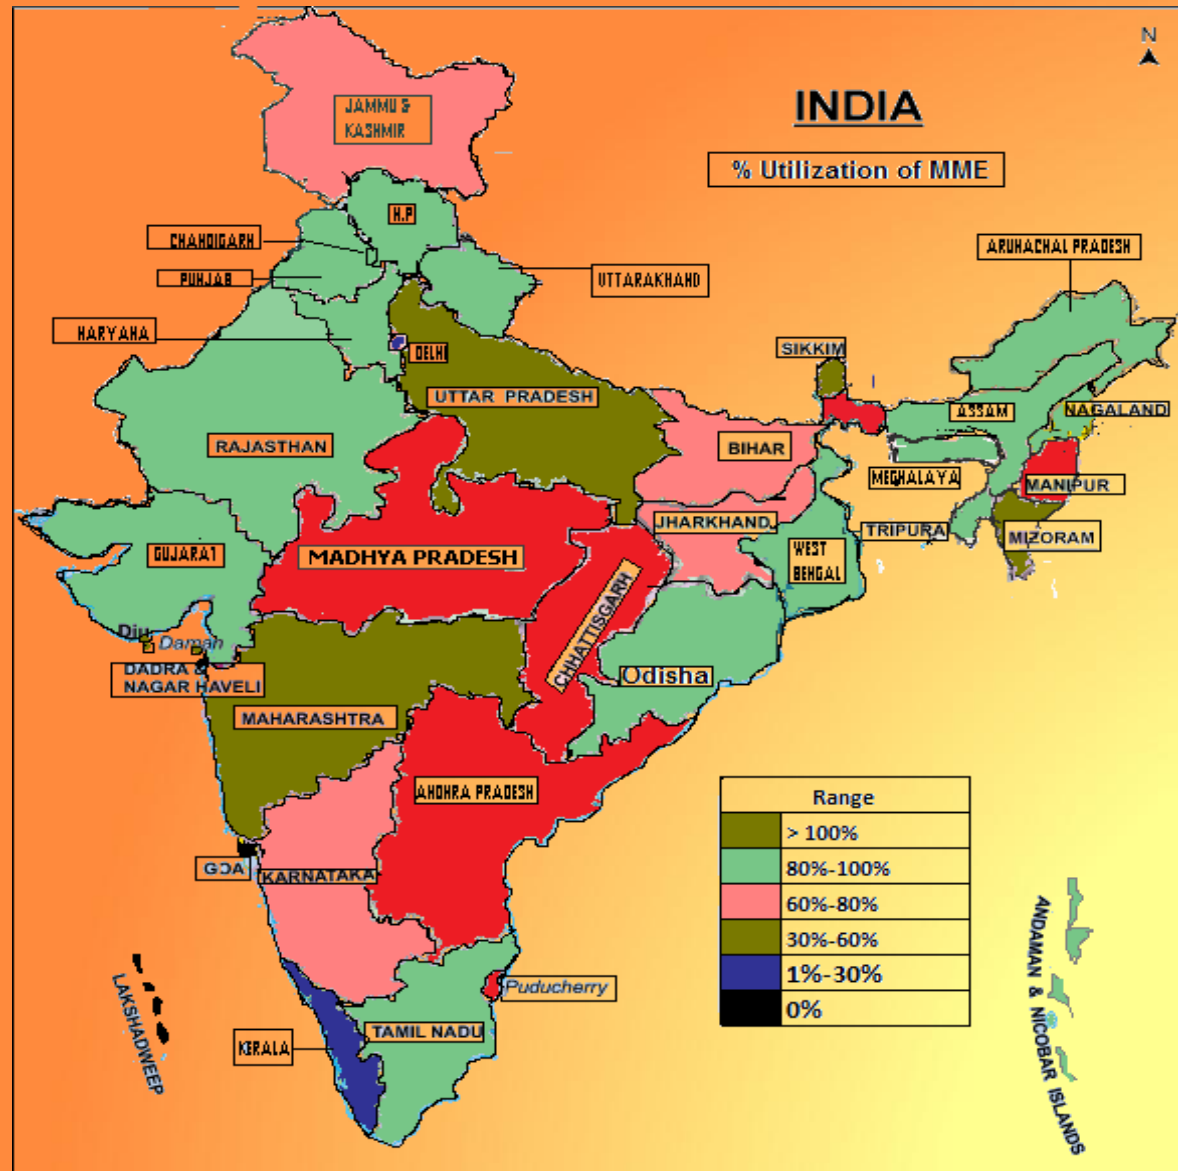 N
INDIA
% Utilization of MME
JAMMU &
KASHMIR
H.P
CHANDIGARH
PUNJAB
UTTARAKHAND
ARUNACHAL PRADESH
HARYANA
DELHI
SIKKIM
UTTAR PRADESH
ASSAM
NAGALAND
RAJASTHAN
BIHAR
MEGHALAYA
MANIPUR
JHARKHAND
TRIPURA
MIZORAM
GUJARAT
MADHYA PRADESH
WEST
BENGAL
CHHATTISGARH
Diu
Daman
DADRA &
NAGAR HAVELI
Odisha
MAHARASHTRA
ANDHRA PRADESH
GOA
KARNATAKA
Range
> 100%
80%-100%
60%-80%
30%-60%
1%-30%
0%
LAKSHADWEEP
Puducherry
TAMIL NADU
KERALA
ANDAMAN & NICOBAR ISLANDS